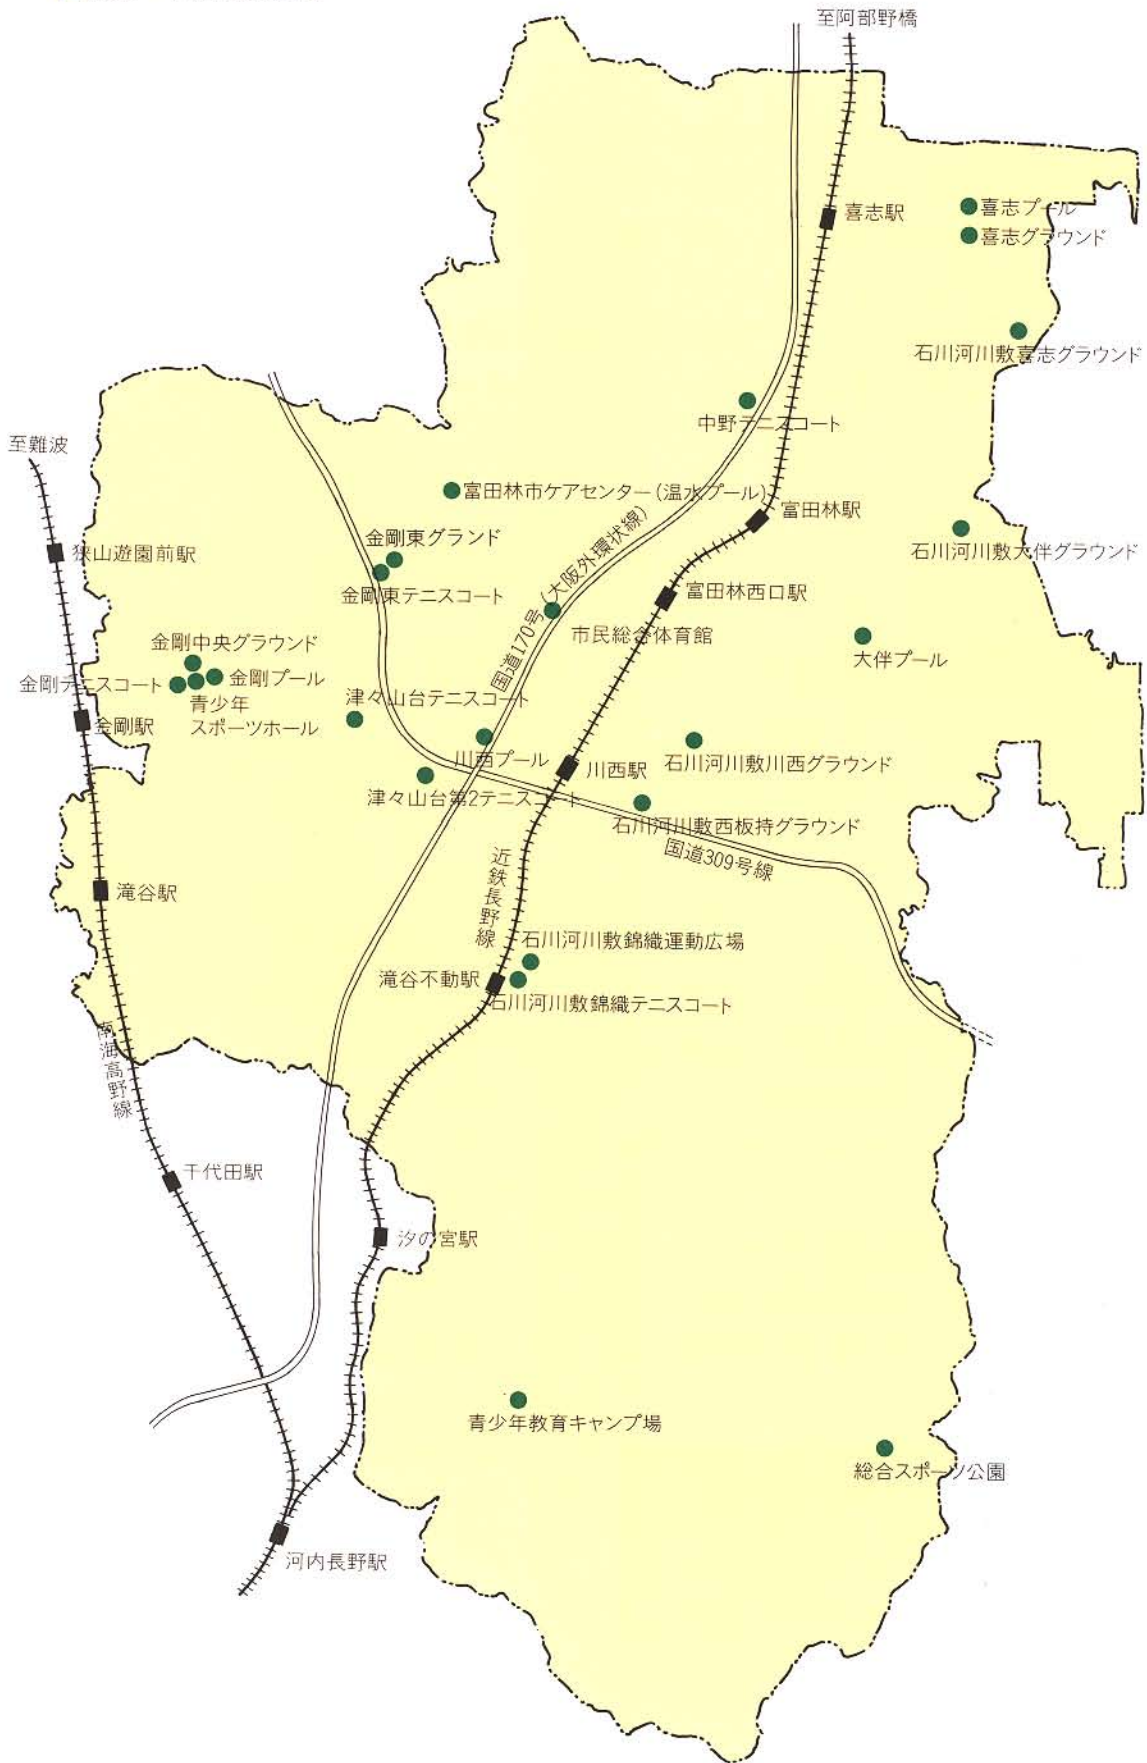 至阿部野橋
喜志駅
喜志プール
喜志グラウンド
石川河川敷喜志グラウンド
中野テニスコート
至難波
富田林市ケアセンター(温水プール)
富田林駅
金剛東グランド
国道170号(大阪外環状線)
石川河川敷大伴グラウンド
狭山遊園前駅
金剛東テニスコート
富田林西口駅
市民総合体育館
金剛中央グラウンド
大伴プール
金剛テニスコート
金剛プール
青少年
スポーツホール
津々山台テニスコート
金剛駅
川西プール
川西駅
石川河川敷川西グラウンド
津々山台第2テニスコート
石川河川敷西板持グラウンド
国道309号線
近鉄長野線
滝谷駅
石川河川敷錦織運動広場
滝谷不動駅
石川河川敷錦織テニスコート
南海高野線
千代田駅
汐の宮駅
青少年教育キャンプ場
総合スポーツ公園
河内長野駅